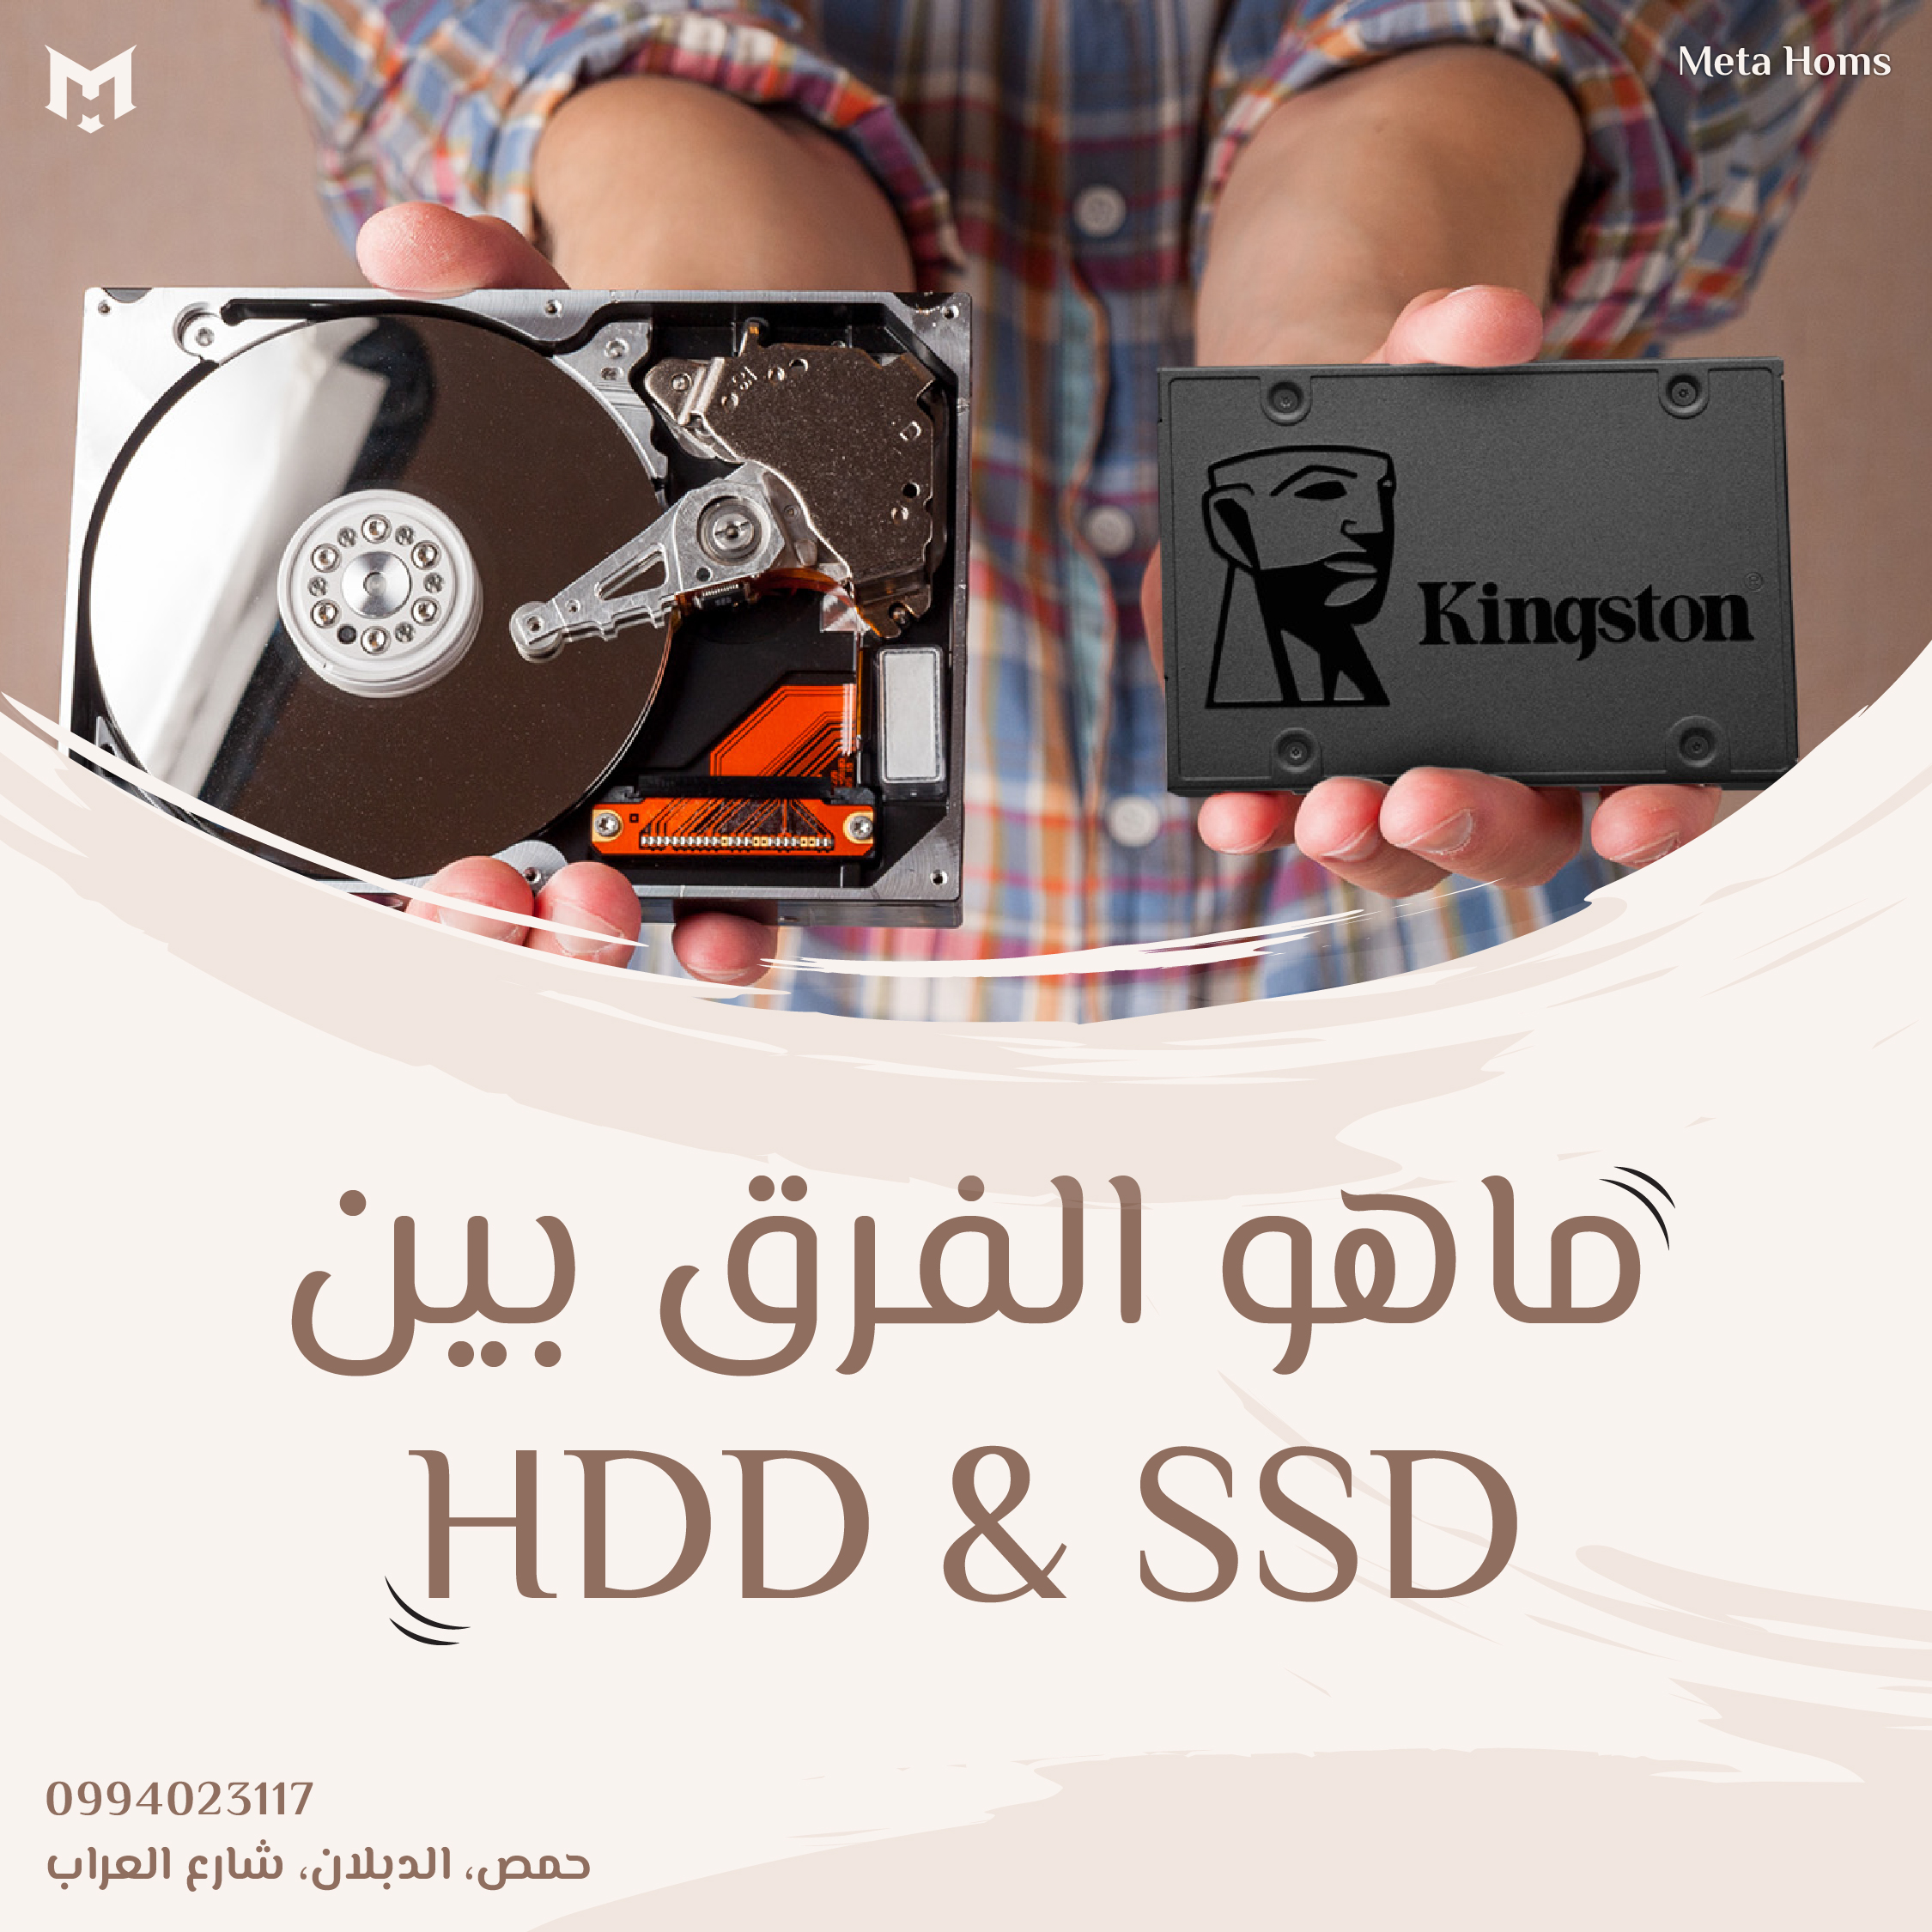 Meta Homs
Kingston
ماهو الفرق بين
HDD & SSD
0994023117
حمص، الدبلان، شارع العراب